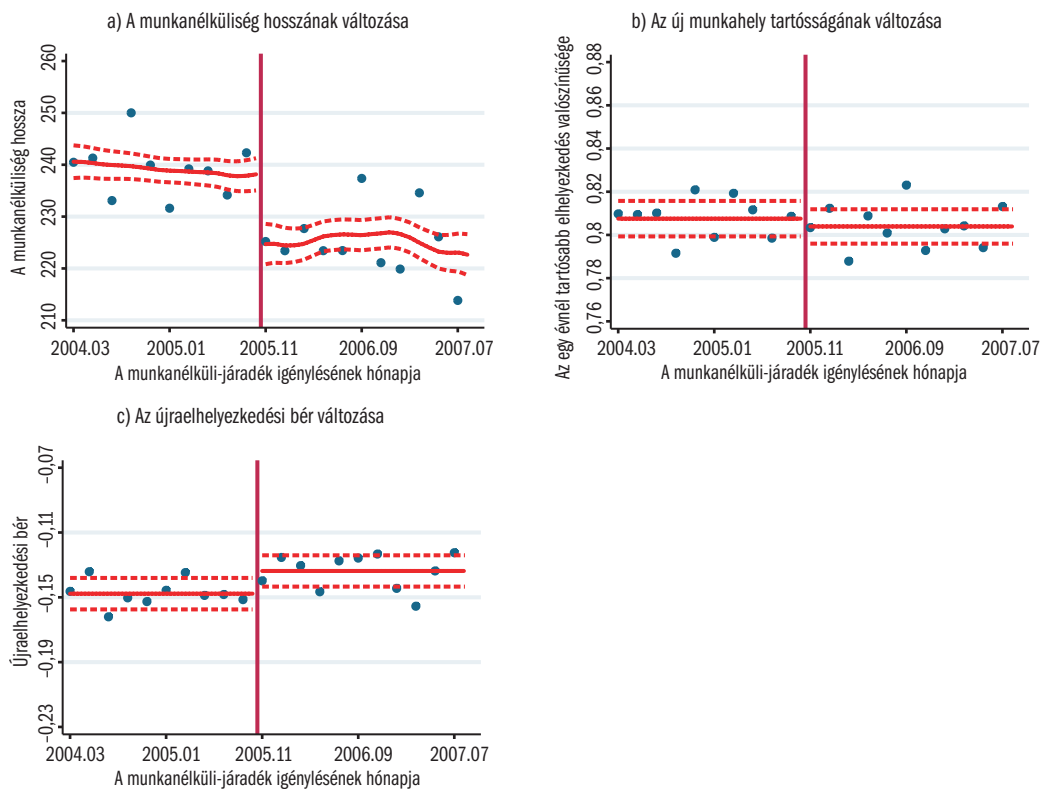 a) A munkanélküliség hosszának változása
A munkanélküliség hossza
260
250
240
230
220
210
2004.03 2005.01 2005.11 2006.09 2007.07
A munkanélküli-járadék igénylésének hónapja
b) Az új munkahely tartósságának változása
Az egy évnél tartósabb elhelyezkedés valószínűsége
0,88
0,86
0,84
0,82
0,8
0,78
0,76
2004.03 2005.01 2005.11 2006.09 2007.07
A munkanélküli-járadék igénylésének hónapja
c) Az újraelhelyezkedési bér változása
Újraelhelyezkedési bér
–0,07
–0,11
–0,15
–0,19
–0,23
2004.03 2005.01 2005.11 2006.09 2007.07
A munkanélküli-járadék igénylésének hónapja